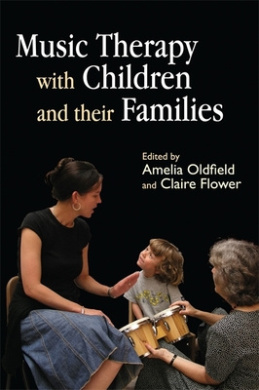 Music Therapy
with Children
and their Families
Edited by
Amelia Oldfield
and Claire Flower